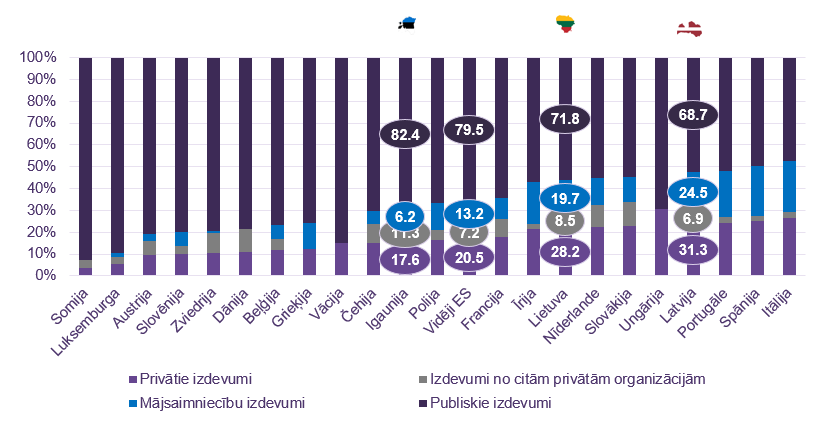 100%
90%
80%
70%
60%
50%
40%
30%
20%
10%
0%
82.4
79.5
71.8
68.7
6.2
13.2
19.7
24.5
11.3
7.2
8.5
6.9
17.6
20.5
28.2
31.3
Somija
Luksemburga
Austrija
Slovēnija
Zviedrija
Dānija
Beļģija
Grieķija
Vācija
Čehija
Igaunija
Polija
Vidēji ES
Francija
Īrija
Lietuva
Nīderlande
Slovākija
Ungārija
Latvija
Portugāle
Spānija
Itālija
Privātie izdevumi
Izdevumi no citām privātām organizācijām
Mājsaimniecību izdevumi
Publiskie izdevumi